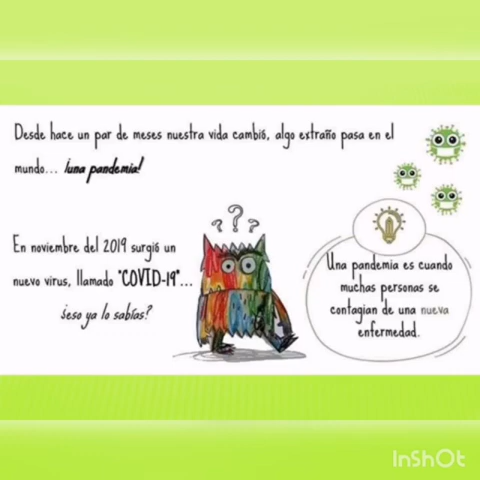 Desde hace un par de meses nuestra vida cambió, algo extraño pasa en el
mundo... ¡una pandemia!
En noviembre del 2019 surgió un
nuevo virus, llamado "COVID-19"...
¿eso ya lo sabías?
? ? ?
Una pandemia es cuando
muchas personas se
contagian de una nueva
enfermedad.
InShOt